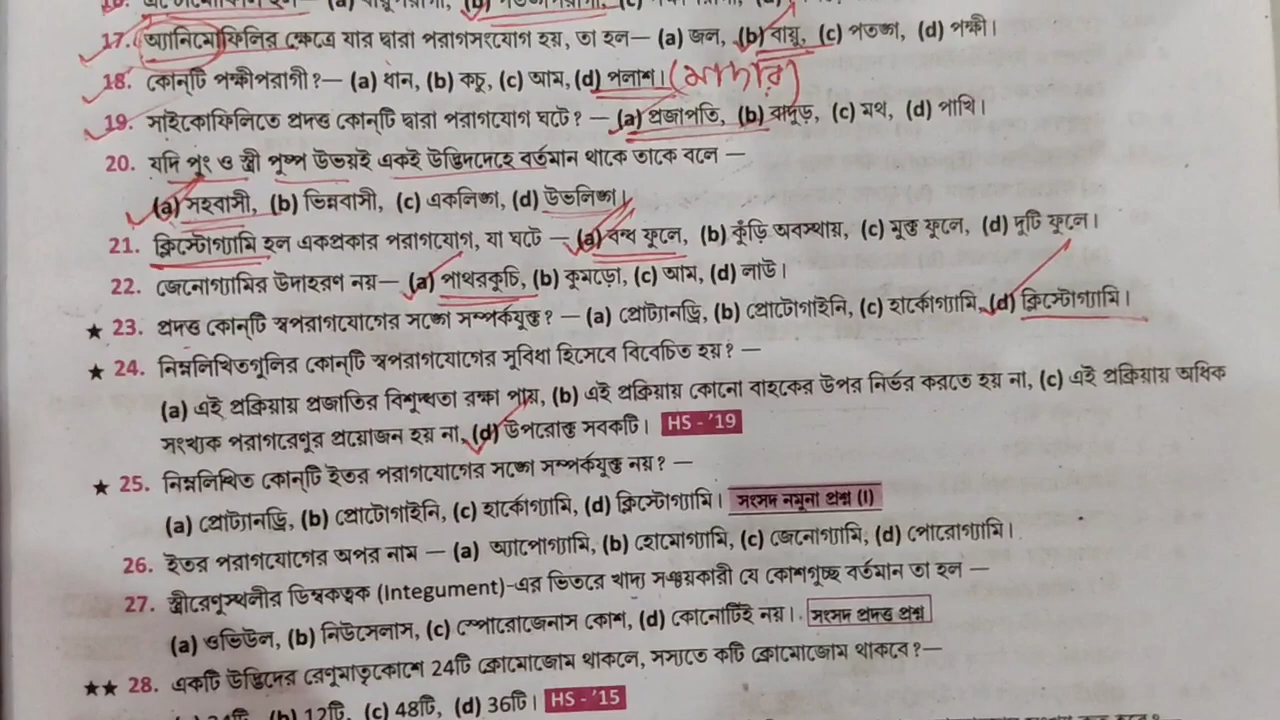 17. অ্যানিমোফিলির ক্ষেত্রে যার দ্বারা পরাগসংযোগ হয়, তা হল— (a) জল, (b) বায়ু, (c) পতঙ্গ, (d) পক্ষী।
18. কোন্‌টি পক্ষীপরাগী?— (a) ধান, (b) কচু, (c) আম, (d) পলাশ। (মাদার)
19. সাইকোফিলিতে প্রদত্ত কোন্‌টি দ্বারা পরাগযোগ ঘটে? — (a) প্রজাপতি, (b) বাদুড়, (c) মথ, (d) পাখি।
20. যদি পুং ও স্ত্রী পুষ্প উভয়ই একই উদ্ভিদদেহে বর্তমান থাকে তাকে বলে —
(a) সহবাসী, (b) ভিন্নবাসী, (c) একলিঙ্গ, (d) উভলিঙ্গ।
21. ক্লিস্টোগ্যামি হল একপ্রকার পরাগযোগ, যা ঘটে — (a) বন্ধ ফুলে, (b) কুঁড়ি অবস্থায়, (c) মুক্ত ফুলে, (d) দুটি ফুলে।
22. জেনোগ্যামির উদাহরণ নয়— (a) পাথরকুচি, (b) কুমড়ো, (c) আম, (d) লাউ।
★ 23. প্রদত্ত কোন্‌টি স্বপরাগযোগের সঙ্গে সম্পর্কযুক্ত? — (a) প্রোট্যানড্রি, (b) প্রোটোগাইনি, (c) হার্কোগ্যামি, (d) ক্লিস্টোগ্যামি।
★ 24. নিম্নলিখিতগুলির কোন্‌টি স্বপরাগযোগের সুবিধা হিসেবে বিবেচিত হয়? —
(a) এই প্রক্রিয়ায় প্রজাতির বিশুদ্ধতা রক্ষা পায়, (b) এই প্রক্রিয়ায় কোনো বাহকের উপর নির্ভর করতে হয় না, (c) এই প্রক্রিয়ায় অধিক
সংখ্যক পরাগরেণুর প্রয়োজন হয় না, (d) উপরোক্ত সবকটি। HS - '19
★ 25. নিম্নলিখিত কোন্‌টি ইতর পরাগযোগের সঙ্গে সম্পর্কযুক্ত নয়? —
(a) প্রোট্যানড্রি, (b) প্রোটোগাইনি, (c) হার্কোগ্যামি, (d) ক্লিস্টোগ্যামি। সংসদ নমুনা প্রশ্ন (I)
26. ইতর পরাগযোগের অপর নাম — (a) অ্যাপোগ্যামি, (b) হোমোগ্যামি, (c) জেনোগ্যামি, (d) পোরোগ্যামি।
27. স্ত্রীরেণুস্থলীর ডিম্বকত্বক (Integument)-এর ভিতরে খাদ্য সঞ্চয়কারী যে কোশগুচ্ছ বর্তমান তা হল —
(a) ওভিউল, (b) নিউসেলাস, (c) স্পোরোজেনাস কোশ, (d) কোনোটিই নয়। সংসদ প্রদত্ত প্রশ্ন
★★ 28. একটি উদ্ভিদের রেণুমাতৃকোশে 24টি ক্রোমোজোম থাকলে, সস্যতে কটি ক্রোমোজোম থাকবে?—
24টি, (b) 12টি, (c) 48টি, (d) 36টি। HS - '15